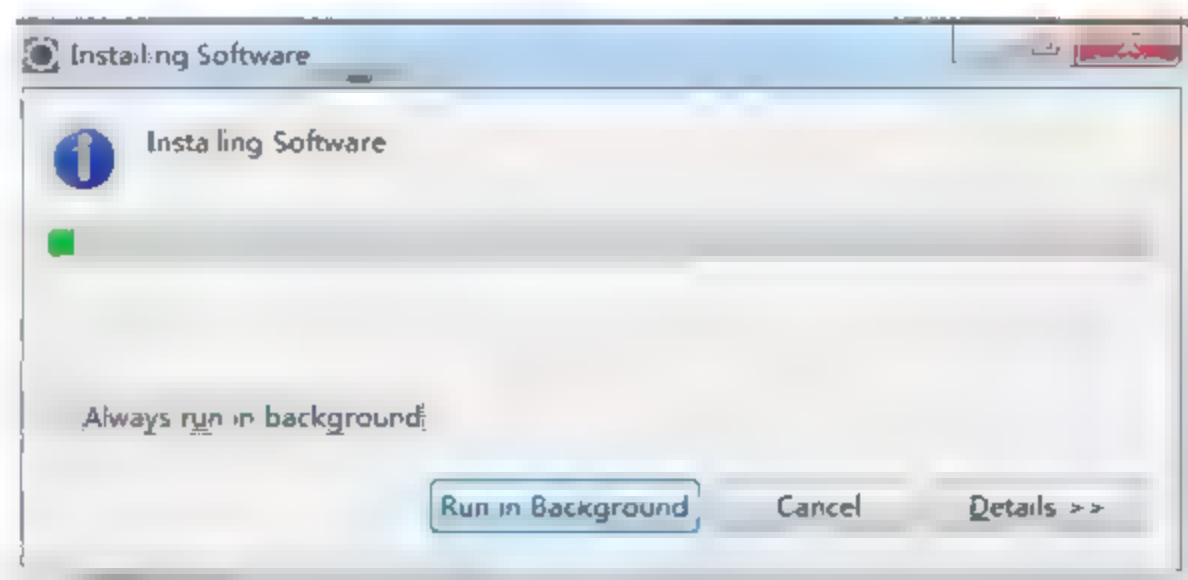 Installing Software
Installing Software
Always run in background
Run in Background Cancel Details >>